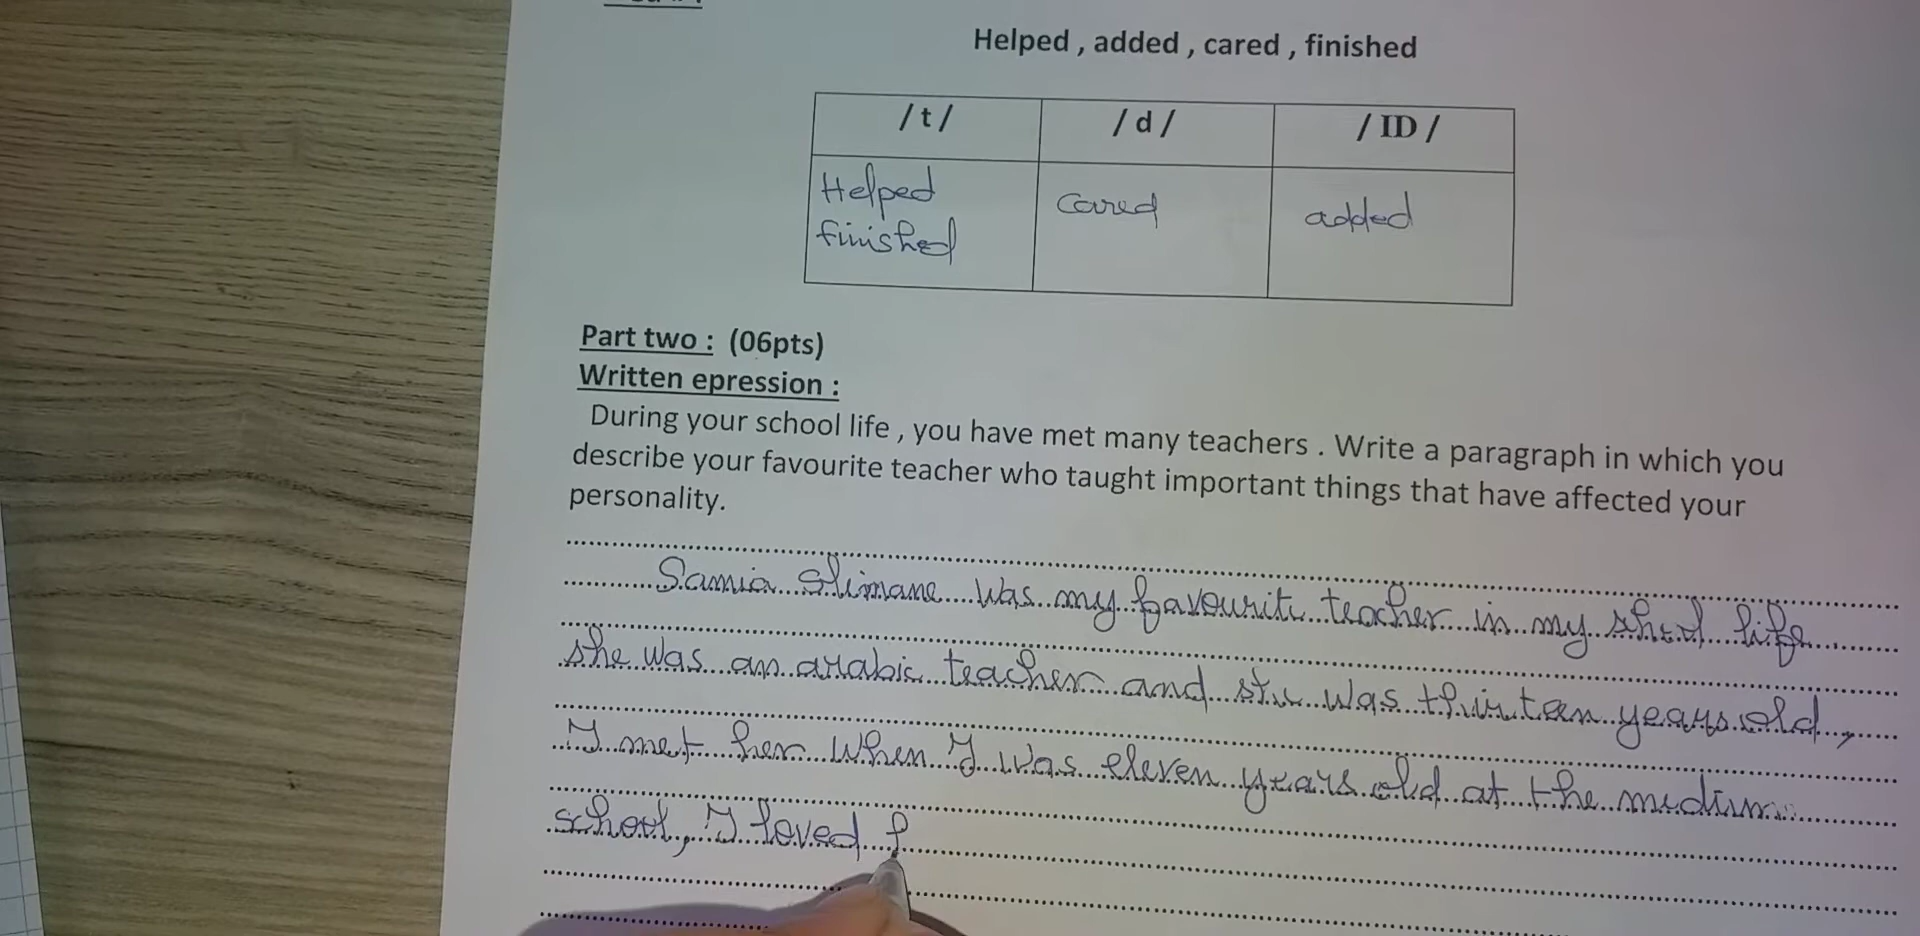 Helped , added , cared , finished
/ t /
/ d /
/ ID /
Helped
finished
cared
added
Part two : (06pts)
Written epression :
During your school life , you have met many teachers . Write a paragraph in which you
describe your favourite teacher who taught important things that have affected your
personality.
Samia Slimane was my favourite teacher in my shcool life
she was an arabic teacher and she was thirteen years old,
I met her when I was eleven years old at the medium
school, I loved